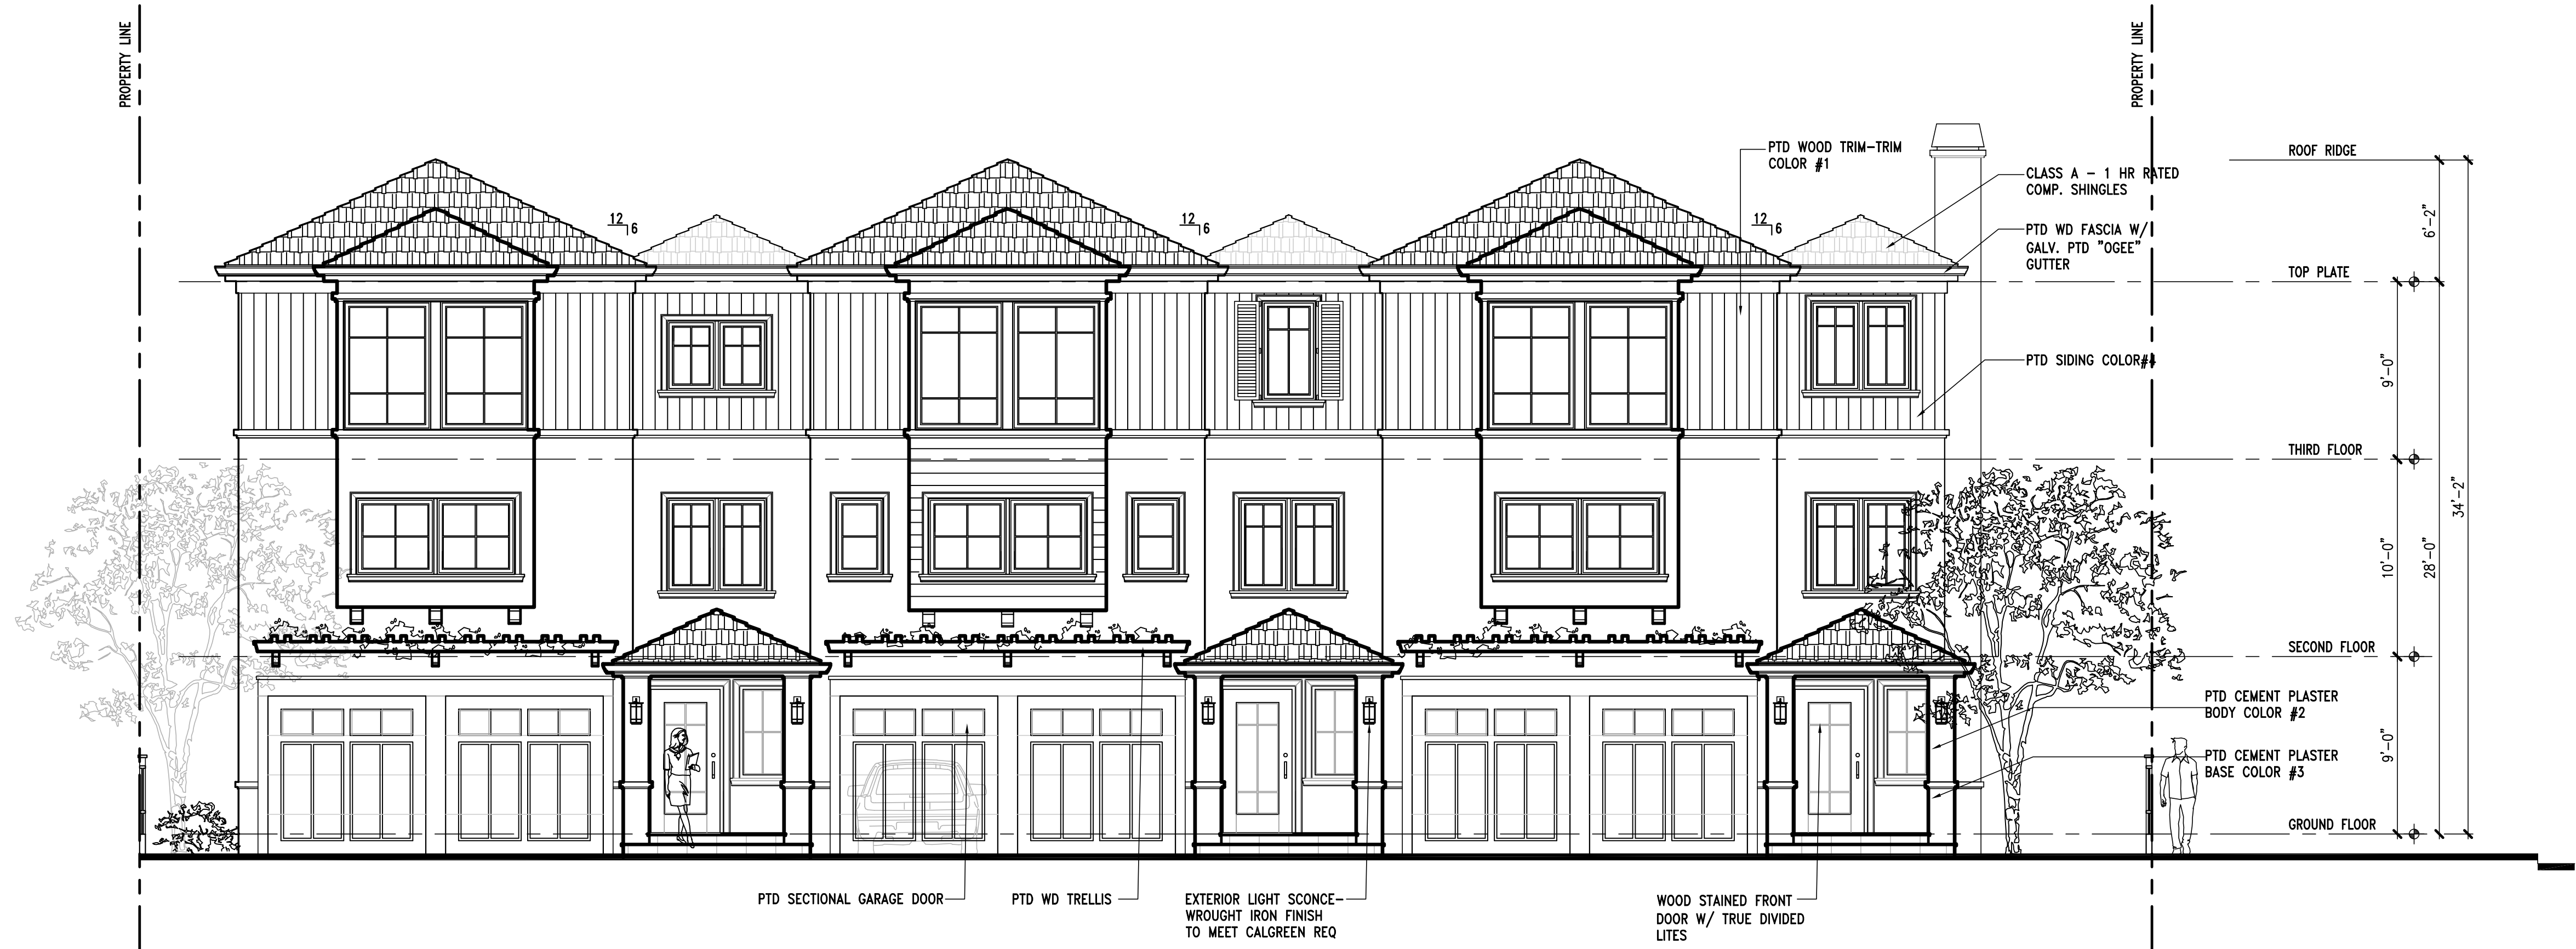 PROPERTY LINE
PROPERTY LINE
PTD WOOD TRIM-TRIM
COLOR #1
ROOF RIDGE
CLASS A - 1 HR RATED
COMP. SHINGLES
12
6
12
6
12
6
PTD WD FASCIA W/
GALV. PTD "OGEE"
GUTTER
6'-2"
TOP PLATE
PTD SIDING COLOR#4
9'-0"
THIRD FLOOR
34'-2"
10'-0"
28'-0"
SECOND FLOOR
PTD CEMENT PLASTER
BODY COLOR #2
PTD CEMENT PLASTER
BASE COLOR #3
9'-0"
GROUND FLOOR
PTD SECTIONAL GARAGE DOOR
PTD WD TRELLIS
EXTERIOR LIGHT SCONCE-
WROUGHT IRON FINISH
TO MEET CALGREEN REQ
WOOD STAINED FRONT
DOOR W/ TRUE DIVIDED
LITES